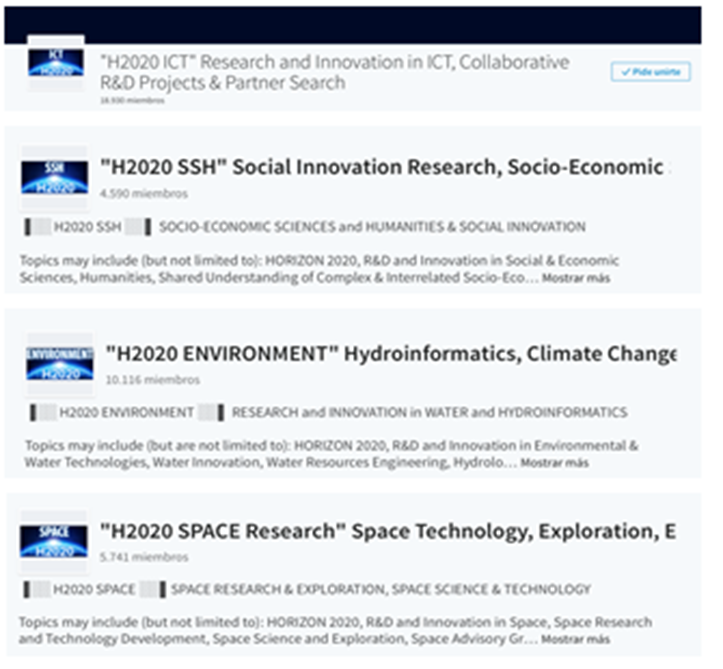 ICT
H2020
"H2020 ICT" Research and Innovation in ICT, Collaborative
R&D Projects & Partner Search
18.930 miembros
✓ Pide unirte
SSH
H2020
"H2020 SSH" Social Innovation Research, Socio-Economic
4.590 miembros
H2020 SSH SOCIO-ECONOMIC SCIENCES and HUMANITIES & SOCIAL INNOVATION
Topics may include (but not limited to): HORIZON 2020, R&D and Innovation in Social & Economic
Sciences, Humanities, Shared Understanding of Complex & Interrelated Socio-Eco... Mostrar más
ENVIRONMENT
H2020
"H2020 ENVIRONMENT" Hydroinformatics, Climate Change
10.116 miembros
H2020 ENVIRONMENT RESEARCH and INNOVATION in WATER and HYDROINFORMATICS
Topics may include (but are not limited to): HORIZON 2020, R&D and Innovation in Environmental &
Water Technologies, Water Innovation, Water Resources Engineering, Hydrolo... Mostrar más
SPACE
H2020
"H2020 SPACE Research" Space Technology, Exploration, E
5.741 miembros
H2020 SPACE SPACE RESEARCH & EXPLORATION, SPACE SCIENCE & TECHNOLOGY
Topics may include (but not limited to): HORIZON 2020, R&D and Innovation in Space, Space Research
and Technology Development, Space Science and Exploration, Space Advisory Gr... Mostrar más